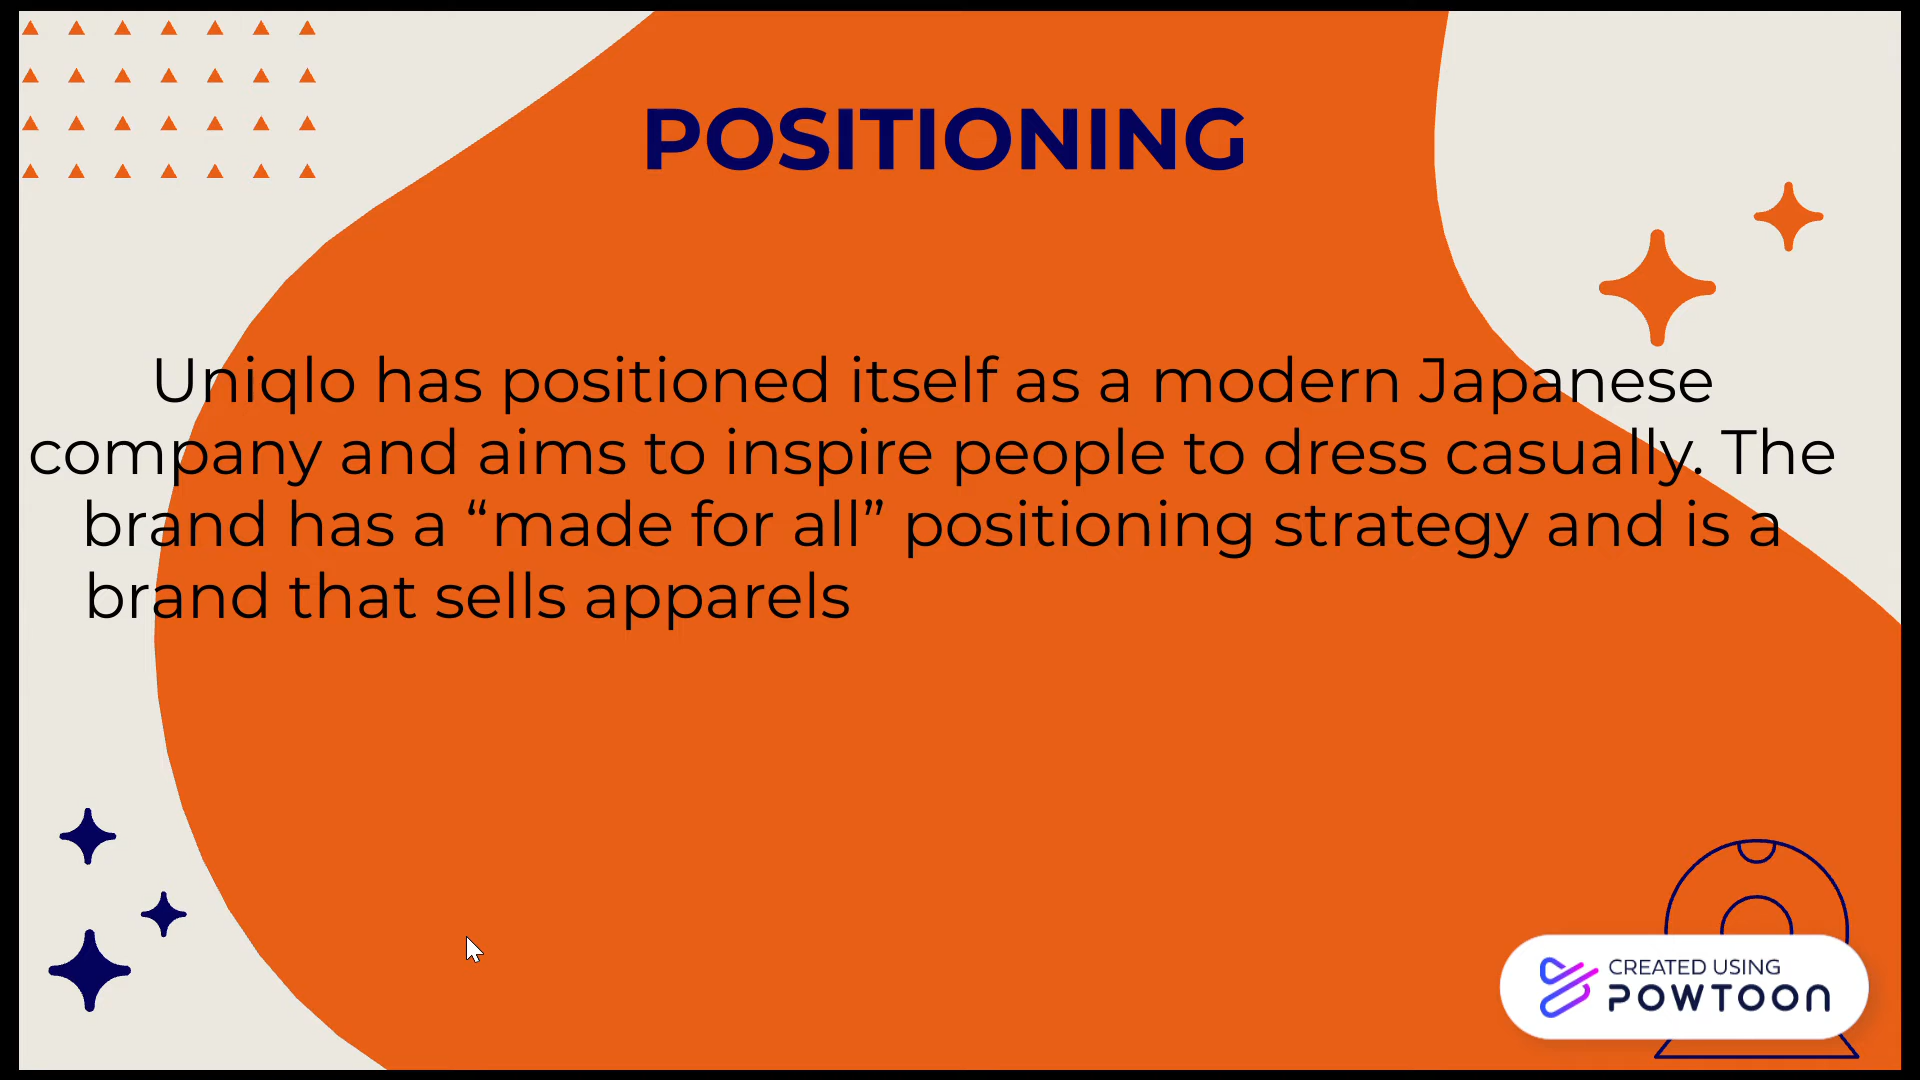 POSITIONING
Uniqlo has positioned itself as a modern Japanese
company and aims to inspire people to dress casually. The
brand has a “made for all” positioning strategy and is a
brand that sells apparels
CREATED USING
POWTOON